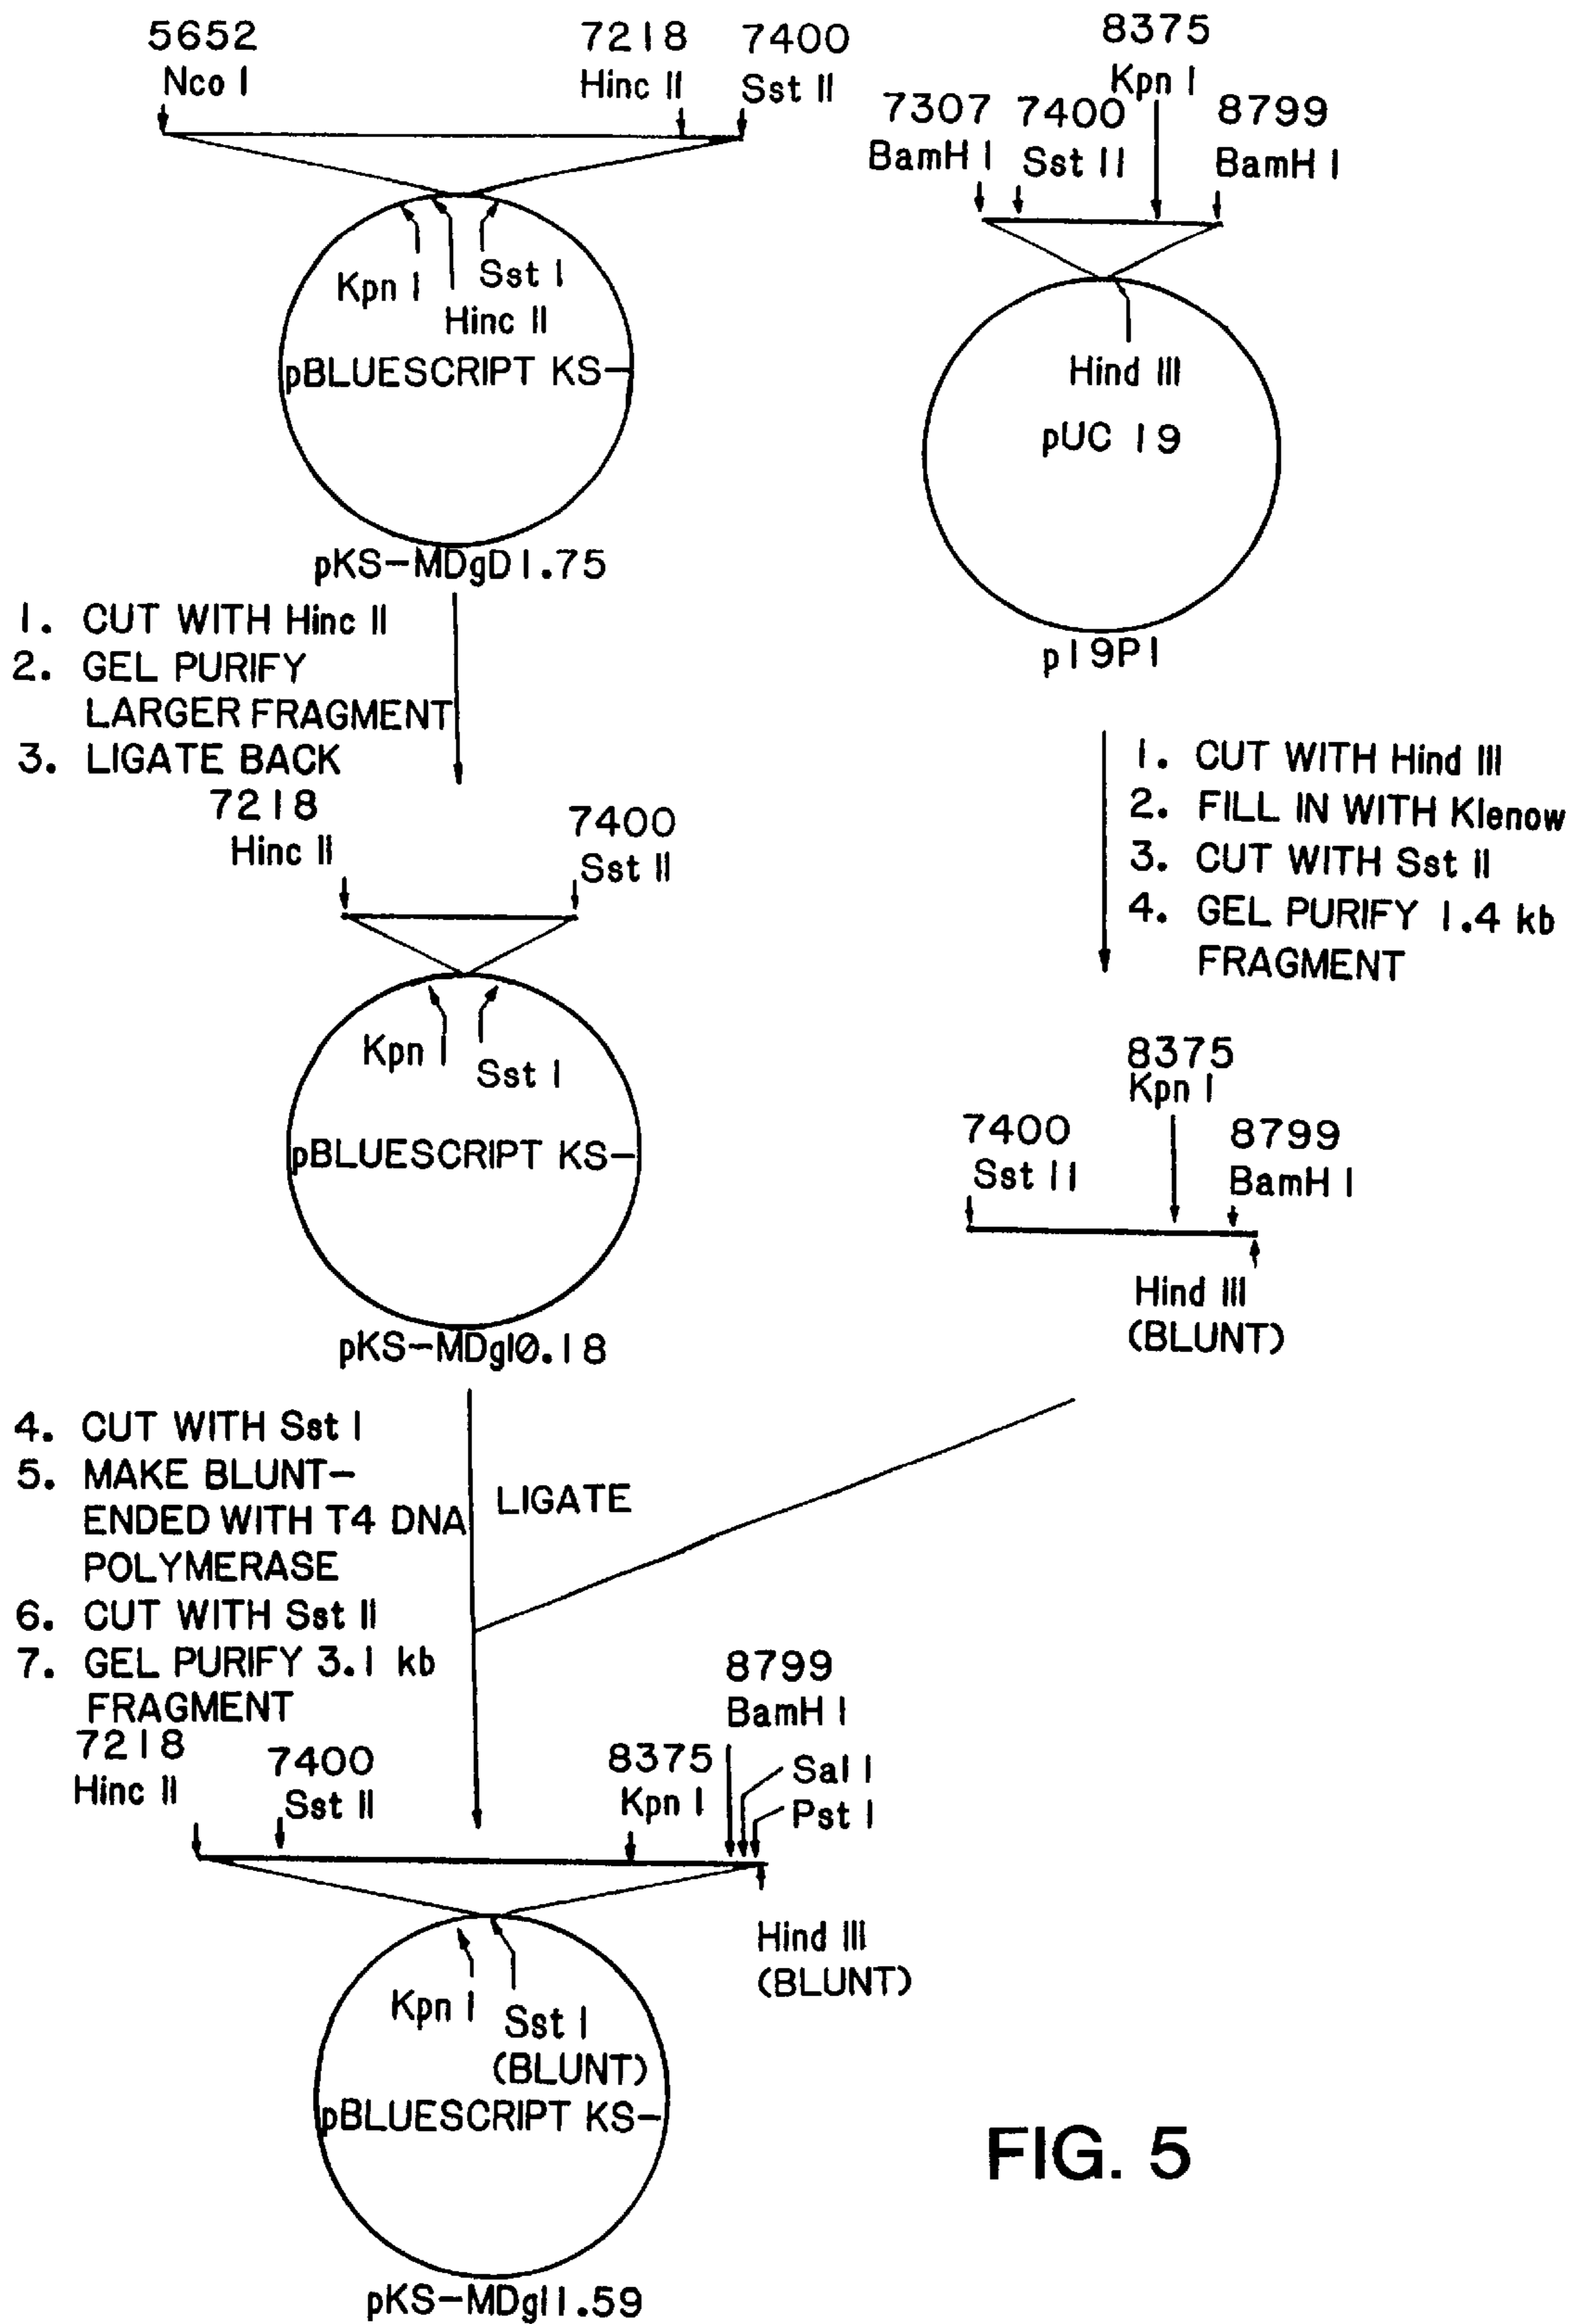 5652
Nco I
7218
Hinc II
7400
Sst II
Kpn I
Sst I
Hinc II
pBLUESCRIPT KS-
pKS-MDgD1.75
8375
Kpn I
7307
BamH I
7400
Sst II
8799
BamH I
Hind III
pUC 19
p19P1
1. CUT WITH Hinc II
2. GEL PURIFY
LARGER FRAGMENT
3. LIGATE BACK
1. CUT WITH Hind III
2. FILL IN WITH Klenow
3. CUT WITH Sst II
4. GEL PURIFY 1.4 kb
FRAGMENT
7218
Hinc II
7400
Sst II
Kpn I
Sst I
pBLUESCRIPT KS-
pKS-MDgI0.18
8375
Kpn I
7400
Sst II
8799
BamH I
Hind III
(BLUNT)
4. CUT WITH Sst I
5. MAKE BLUNT-
ENDED WITH T4 DNA
POLYMERASE
6. CUT WITH Sst II
7. GEL PURIFY 3.1 kb
FRAGMENT
LIGATE
7218
Hinc II
7400
Sst II
8375
Kpn I
8799
BamH I
Sal I
Pst I
Hind III
(BLUNT)
Kpn I
Sst I
(BLUNT)
pBLUESCRIPT KS-
pKS-MDgI1.59
FIG. 5